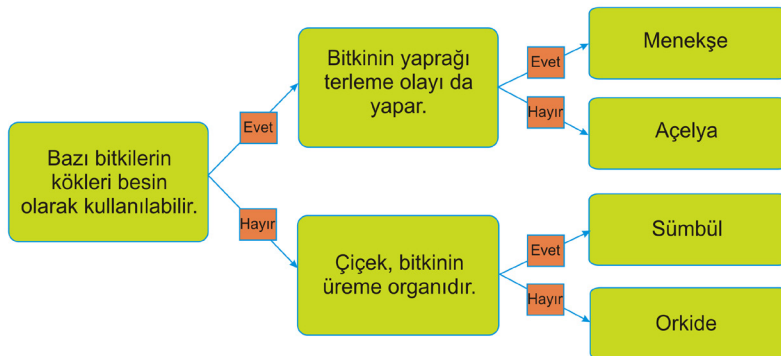 Bazı bitkilerin
kökleri besin
olarak kullanılabilir.
Evet
Hayır
Bitkinin yaprağı
terleme olayı da
yapar.
Evet
Hayır
Menekşe
Açelya
Çiçek, bitkinin
üreme organıdır.
Evet
Hayır
Sümbül
Orkide